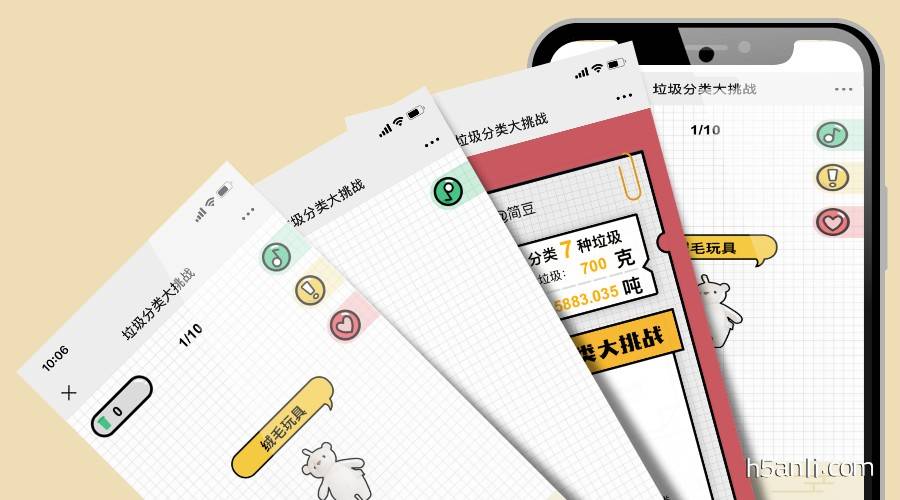 10:06
垃圾分类大挑战
1/10
0
绒毛玩具
圾分类大挑战
垃圾分类大挑战
@简豆
分类7种垃圾
垃圾: 700 克
5883.035 吨
类大挑战
垃圾分类大挑战
1/10
毛玩具
h5anli.com